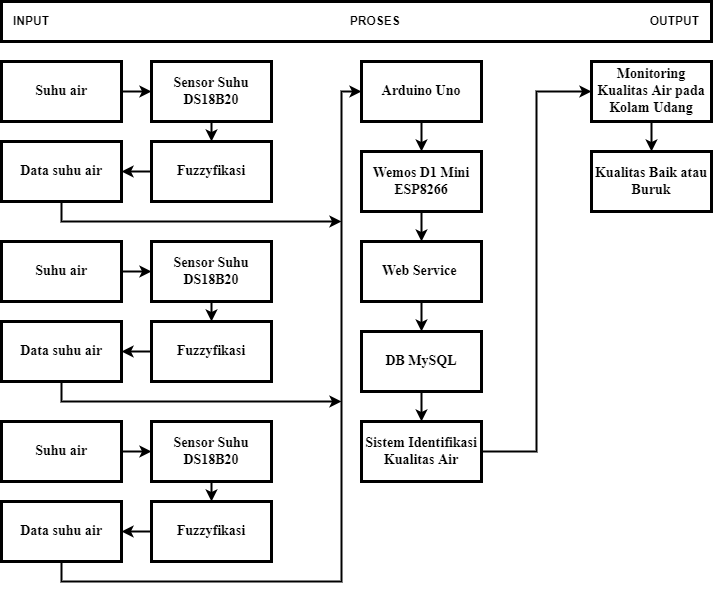 INPUT
PROSES
OUTPUT
Suhu air
Sensor Suhu
DS18B20
Data suhu air
Fuzzyfikasi
Suhu air
Sensor Suhu
DS18B20
Data suhu air
Fuzzyfikasi
Suhu air
Sensor Suhu
DS18B20
Data suhu air
Fuzzyfikasi
Arduino Uno
Wemos D1 Mini
ESP8266
Web Service
DB MySQL
Sistem Identifikasi
Kualitas Air
Monitoring
Kualitas Air pada
Kolam Udang
Kualitas Baik atau
Buruk